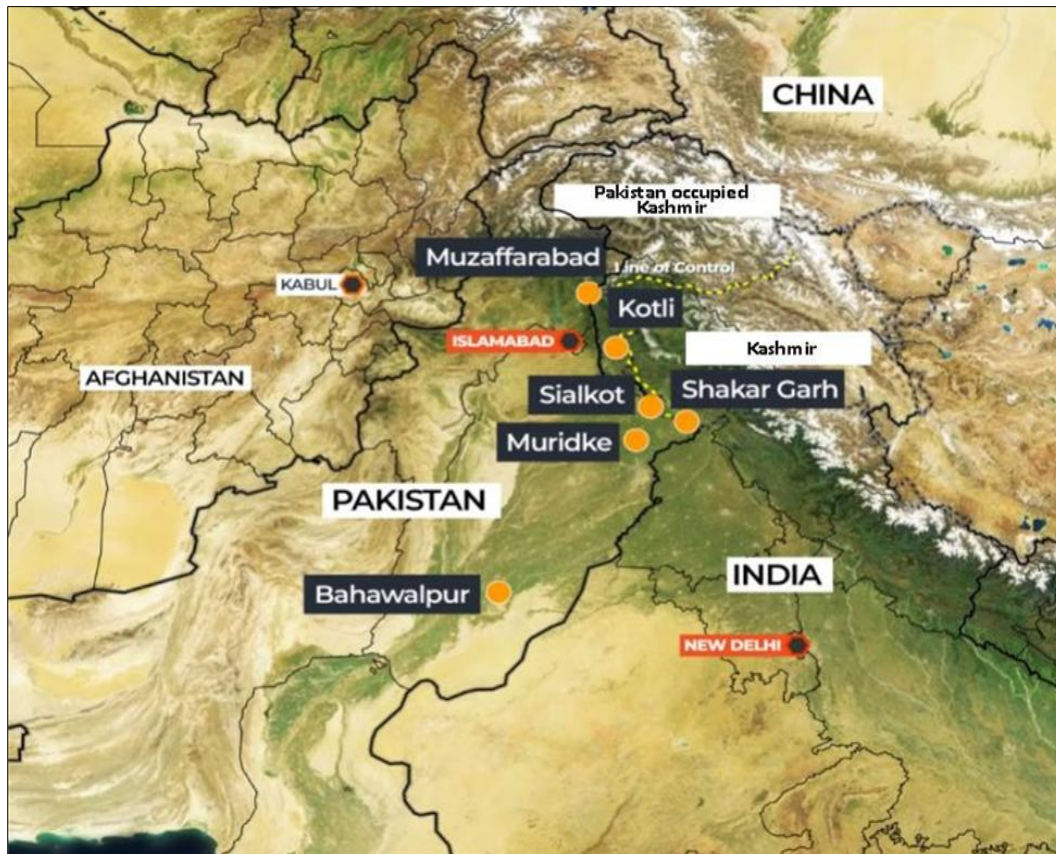 CHINA
Pakistan occupied
Kashmir
Muzaffarabad
Line of Control
KABUL
Kotli
ISLAMABAD
Kashmir
AFGHANISTAN
Sialkot
Shakar Garh
Muridke
PAKISTAN
INDIA
Bahawalpur
NEW DELHI